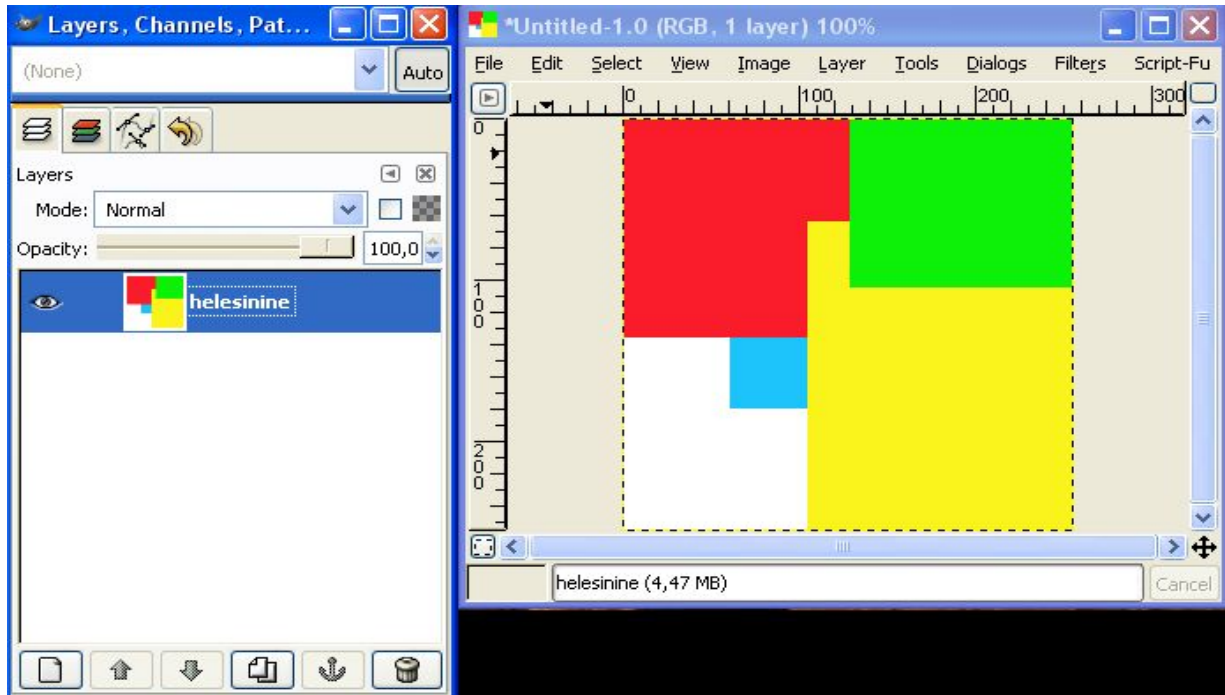 Layers, Channels, Pat...
(None)
Auto
Layers
Mode: Normal
Opacity: 100,0
helesinine
*Untitled-1.0 (RGB, 1 layer) 100%
File Edit Select View Image Layer Tools Dialogs Filters Script-Fu
0 100 200 300
0
100
200
helesinine (4,47 MB)
Cancel